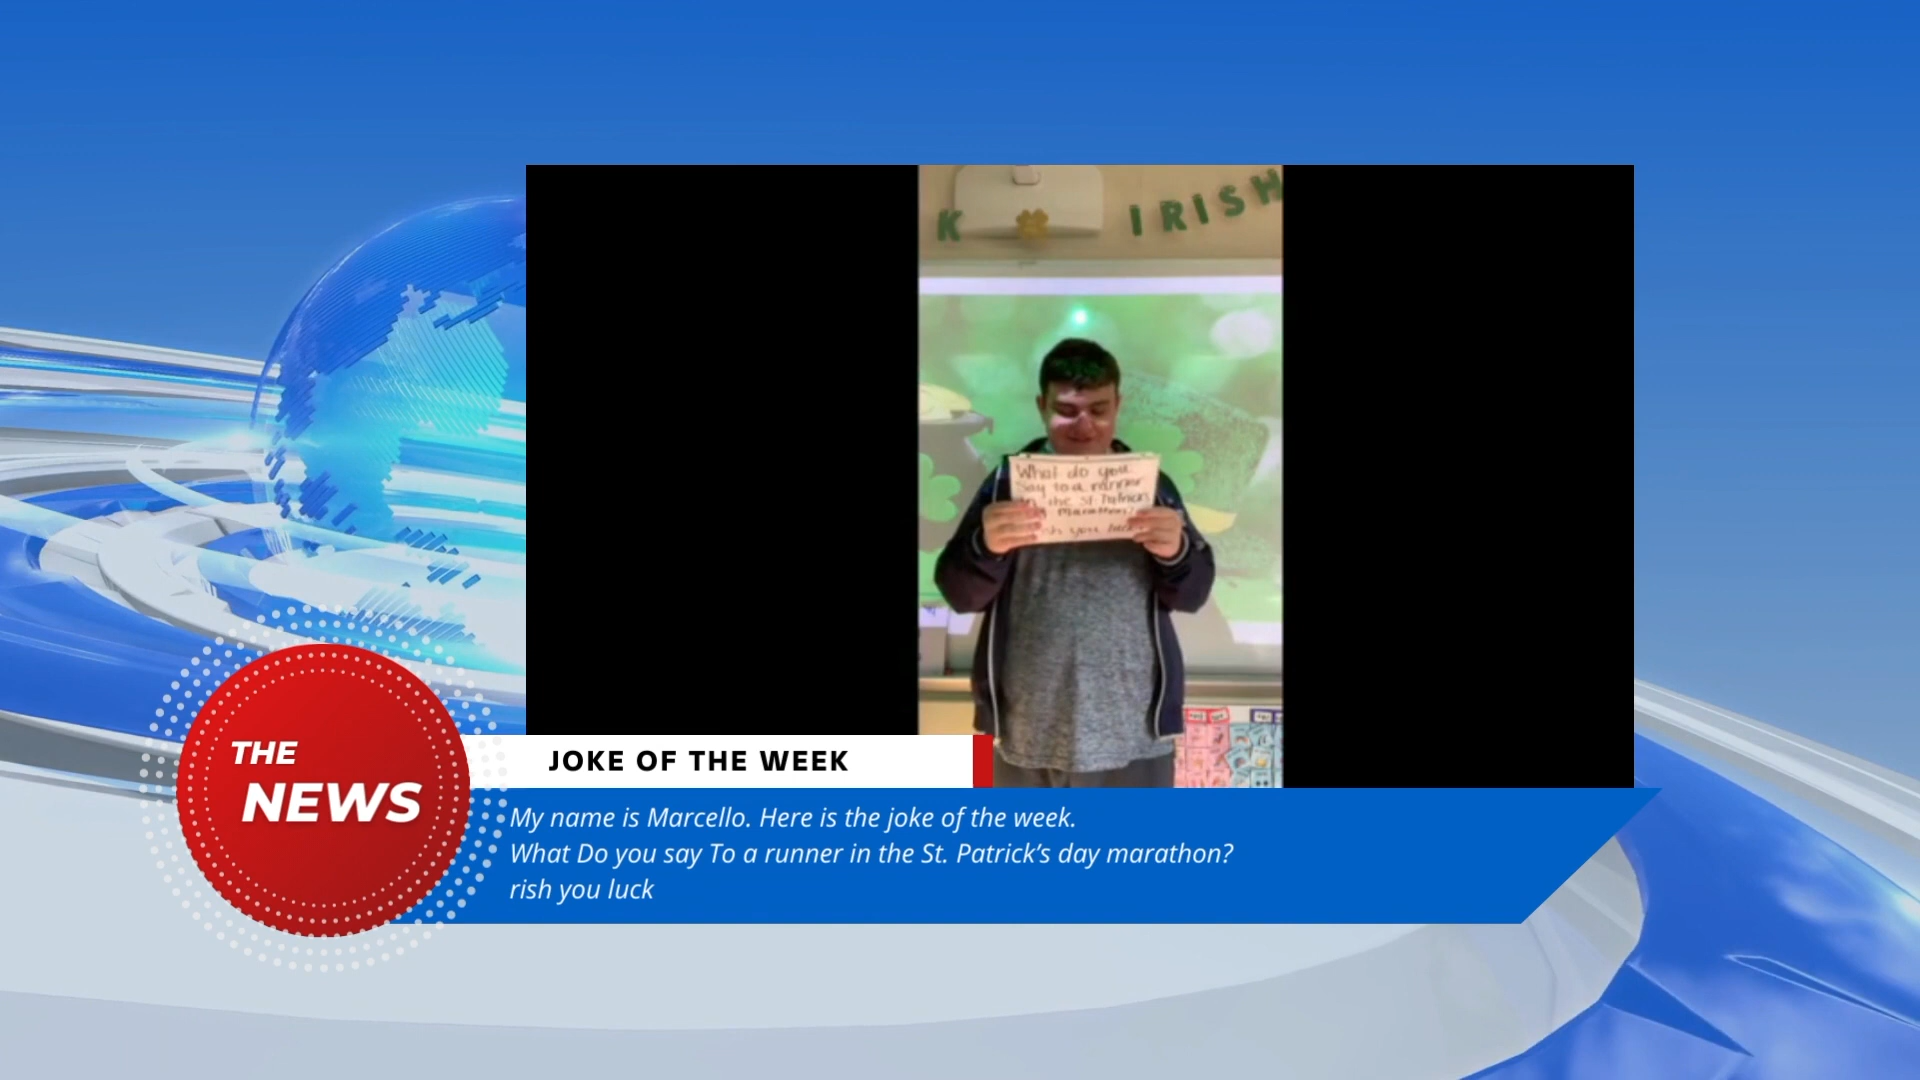 K IRISH
What do you
say to a runner
in the St. Patrick
marathon?
you luck
THE
NEWS
JOKE OF THE WEEK
My name is Marcello. Here is the joke of the week.
What Do you say To a runner in the St. Patrick’s day marathon?
rish you luck